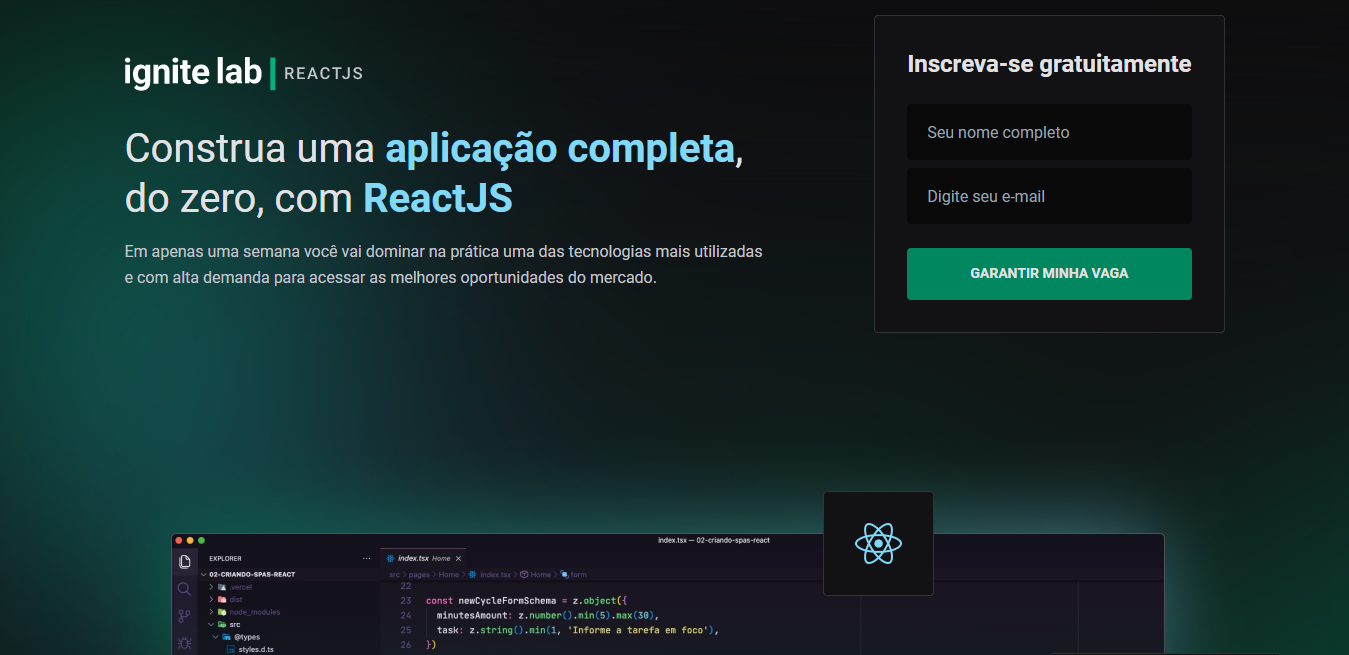 ignite lab | REACTJS
Construa uma aplicação completa,
do zero, com ReactJS
Em apenas uma semana você vai dominar na prática uma das tecnologias mais utilizadas
e com alta demanda para acessar as melhores oportunidades do mercado.
Inscreva-se gratuitamente
Seu nome completo
Digite seu e-mail
GARANTIR MINHA VAGA
index.tsx — 02-criando-spas-react
EXPLORER ...
index.tsx Home ×
02-CRIANDO-SPAS-REACT
src > pages > Home > index.tsx > Home > form
.vercel
dist
node_modules
src
@types
styles.d.ts
22
23 const newCycleFormSchema = z.object({
24 minutesAmount: z.number().min(5).max(30),
25 task: z.string().min(1, 'Informe a tarefa em foco'),
26 })